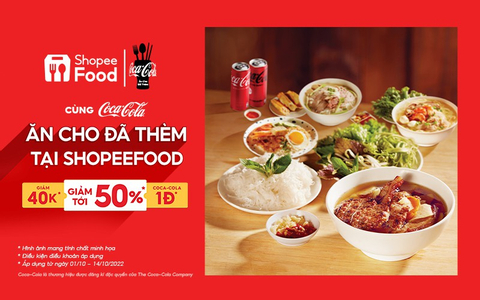 Shopee
Food
Coca-Cola
CÙNG Coca-Cola
ĂN CHO ĐÃ THÈM
TẠI SHOPEEFOOD
GIẢM
40K*
GIẢM
TỚI
50%*
COCA-COLA
1Đ*
* Hình ảnh mang tính chất minh họa
* Điều kiện điều khoản áp dụng
* Áp dụng từ ngày 01/10 – 14/10/2022
Coca-Cola là thương hiệu được đăng kí độc quyền của The Coca-Cola Company